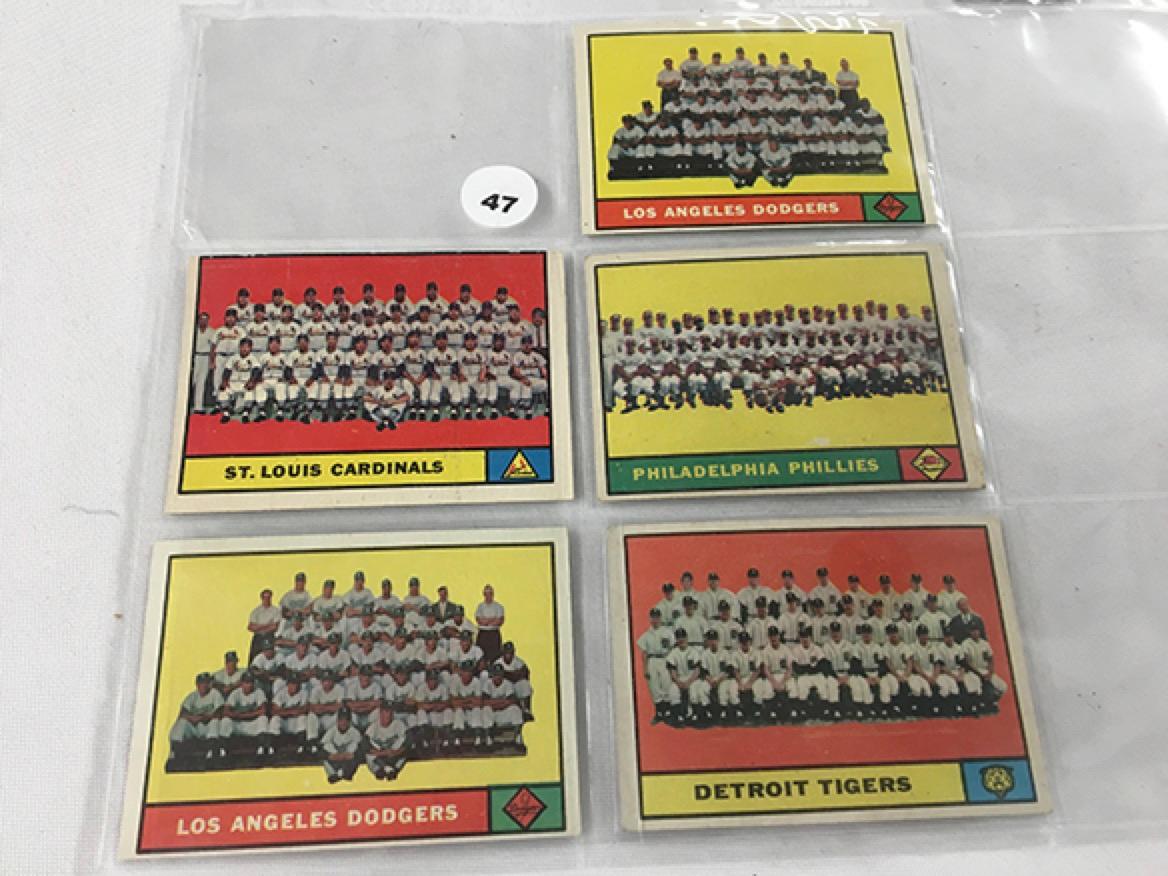 LOS ANGELES DODGERS
47
ST. LOUIS CARDINALS
PHILADELPHIA PHILLIES
LOS ANGELES DODGERS
DETROIT TIGERS